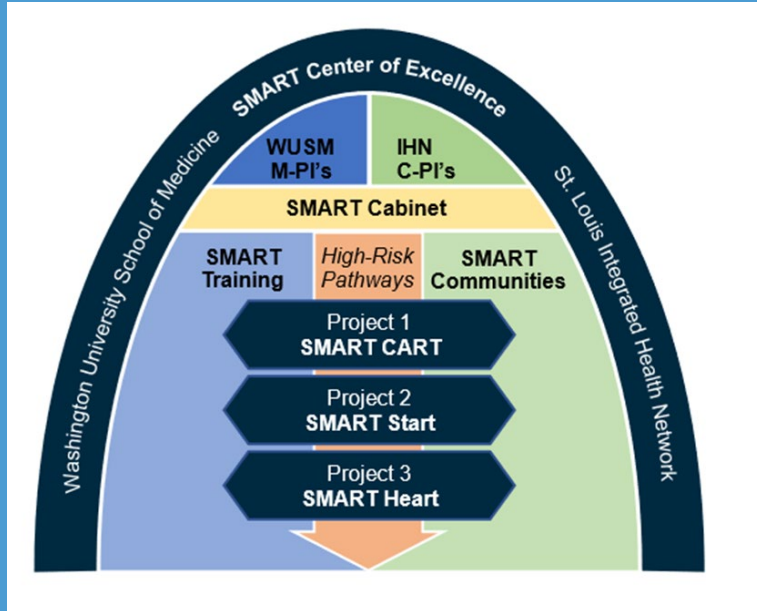 Washington University School of Medicine
SMART Center of Excellence
St. Louis Integrated Health Network
WUSM
M-PI's
IHN
C-PI's
SMART Cabinet
SMART
Training
High-Risk
Pathways
SMART
Communities
Project 1
SMART CART
Project 2
SMART Start
Project 3
SMART Heart